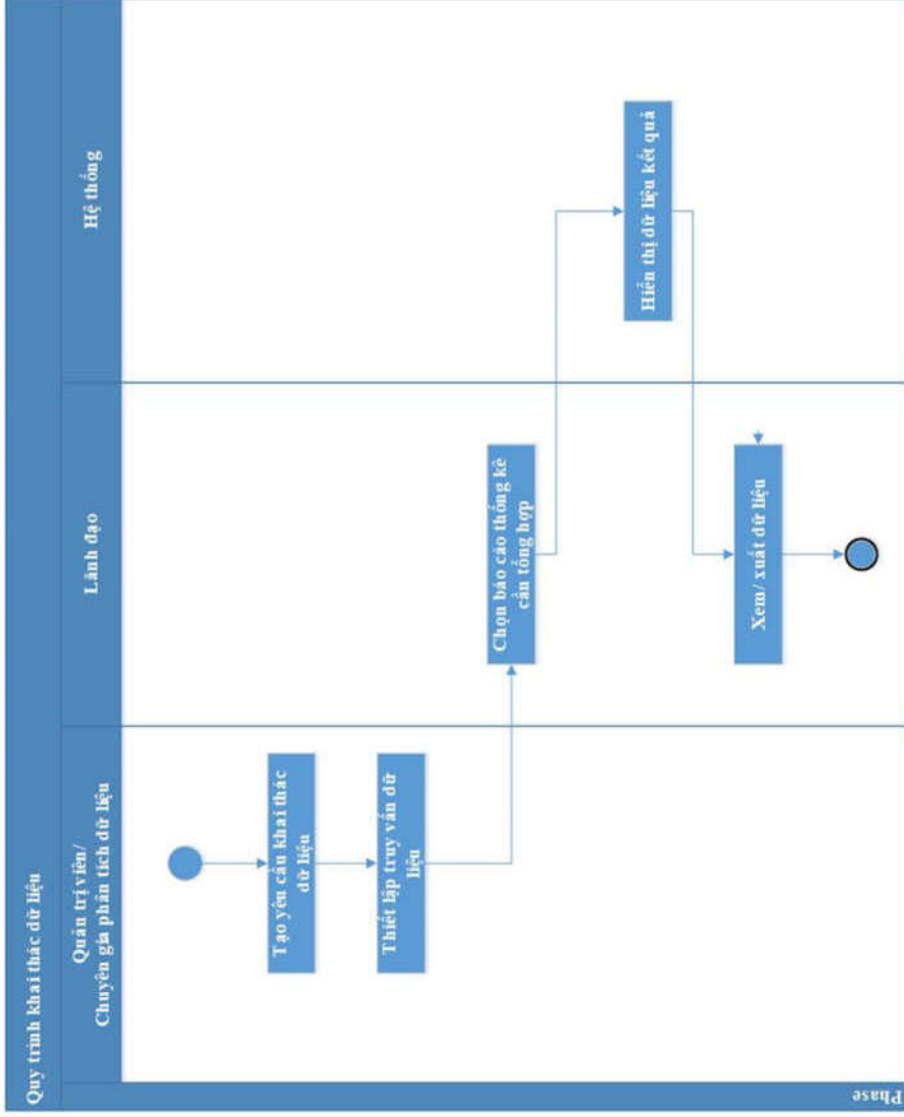 Quy trình khai thác dữ liệu
Quản trị viên/
Chuyên gia phân tích dữ liệu
Lãnh đạo
Hệ thống
Tạo yêu cầu khai thác
dữ liệu
Thiết lập truy vấn dữ
liệu
Chọn báo cáo thống kê
cần tổng hợp
Hiển thị dữ liệu kết quả
Xem/ xuất dữ liệu
Phase